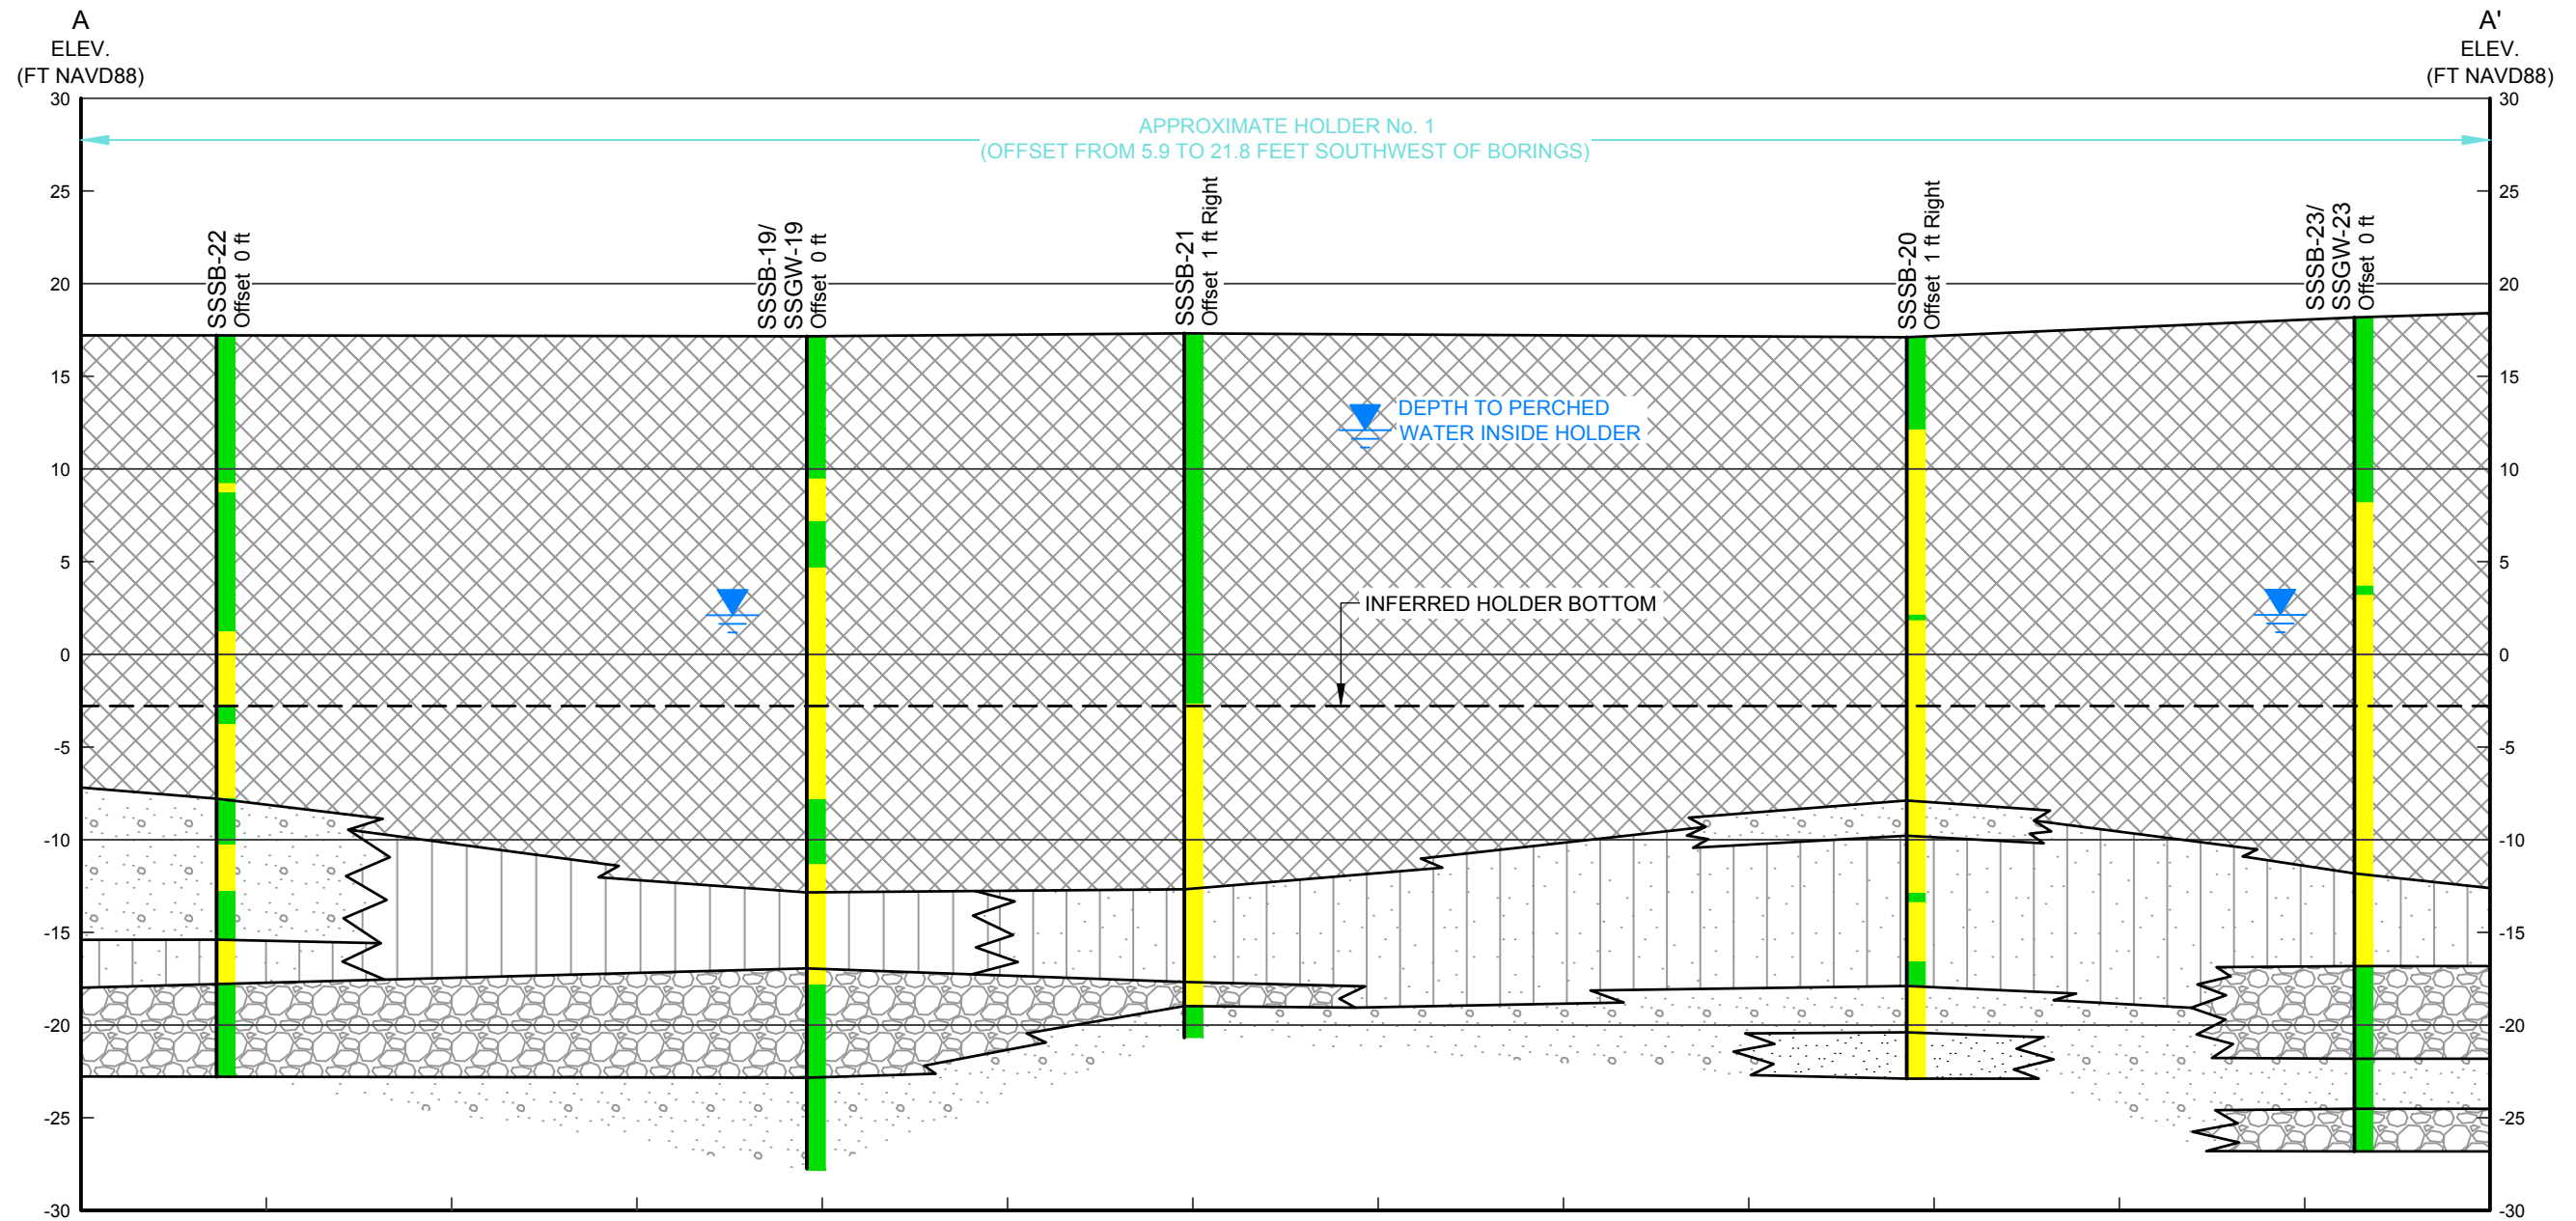 A
ELEV.
(FT NAVD88)
A'
ELEV.
(FT NAVD88)
30
30
APPROXIMATE HOLDER No. 1
(OFFSET FROM 5.9 TO 21.8 FEET SOUTHWEST OF BORINGS)
25
25
SSSB-22
Offset 0 ft
SSSB-19/
SSGW-19
Offset 0 ft
SSSB-21
Offset 1 ft Right
SSSB-20
Offset 1 ft Right
SSSB-23/
SSGW-23
Offset 0 ft
20
20
15
15
DEPTH TO PERCHED
WATER INSIDE HOLDER
10
10
5
5
INFERRED HOLDER BOTTOM
0
0
-5
-5
-10
-10
-15
-15
-20
-20
-25
-25
-30
-30